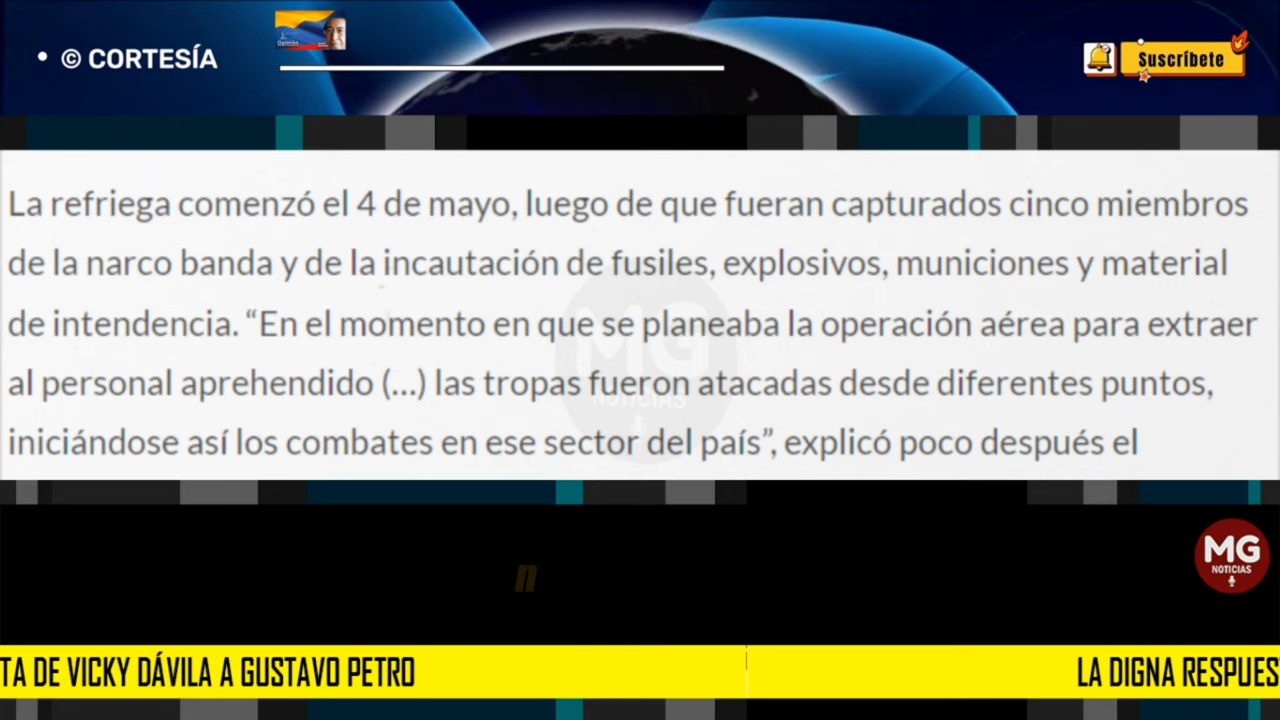 • © CORTESÍA
Opinión
Suscríbete
La refriega comenzó el 4 de mayo, luego de que fueran capturados cinco miembros
de la narco banda y de la incautación de fusiles, explosivos, municiones y material
de intendencia. “En el momento en que se planeaba la operación aérea para extraer
al personal aprehendido (...) las tropas fueron atacadas desde diferentes puntos,
iniciándose así los combates en ese sector del país”, explicó poco después el
MG
NOTICIAS
n
MG
NOTICIAS
TA DE VICKY DÁVILA A GUSTAVO PETRO
LA DIGNA RESPUES